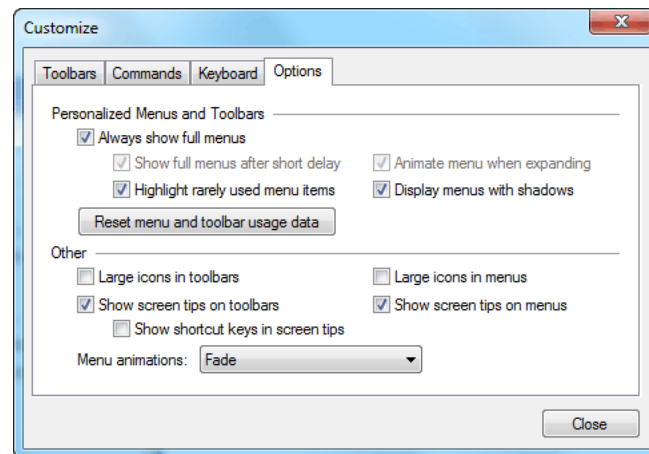 Customize
Toolbars Commands Keyboard Options
Personalized Menus and Toolbars
Always show full menus
Show full menus after short delay Animate menu when expanding
Highlight rarely used menu items Display menus with shadows
Reset menu and toolbar usage data
Other
Large icons in toolbars Large icons in menus
Show screen tips on toolbars Show screen tips on menus
Show shortcut keys in screen tips
Menu animations: Fade
Close